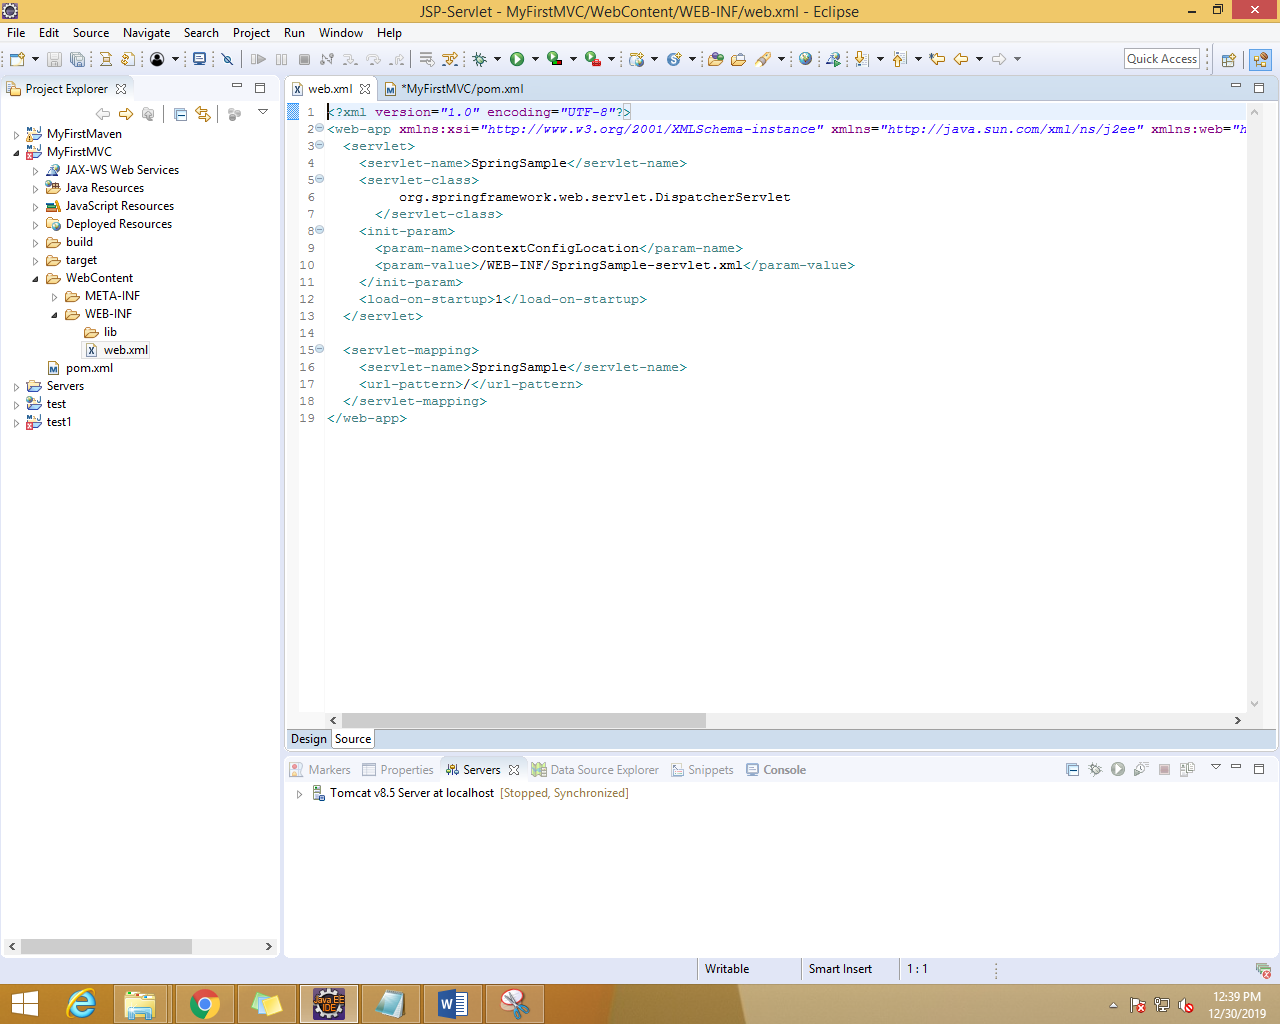 JSP-Servlet - MyFirstMVC/WebContent/WEB-INF/web.xml - Eclipse
File Edit Source Navigate Search Project Run Window Help
Quick Access
Project Explorer
MyFirstMaven
MyFirstMVC
JAX-WS Web Services
Java Resources
JavaScript Resources
Deployed Resources
build
target
WebContent
META-INF
WEB-INF
lib
web.xml
pom.xml
Servers
test
test1
web.xml *MyFirstMVC/pom.xml
1 <?xml version="1.0" encoding="UTF-8"?>
2 <web-app xmlns:xsi="http://www.w3.org/2001/XMLSchema-instance" xmlns="http://java.sun.com/xml/ns/j2ee" xmlns:web="h
3 <servlet>
4 <servlet-name>SpringSample</servlet-name>
5 <servlet-class>
6 org.springframework.web.servlet.DispatcherServlet
7 </servlet-class>
8 <init-param>
9 <param-name>contextConfigLocation</param-name>
10 <param-value>/WEB-INF/SpringSample-servlet.xml</param-value>
11 </init-param>
12 <load-on-startup>1</load-on-startup>
13 </servlet>
14
15 <servlet-mapping>
16 <servlet-name>SpringSample</servlet-name>
17 <url-pattern>/</url-pattern>
18 </servlet-mapping>
19 </web-app>
Design Source
Markers Properties Servers Data Source Explorer Snippets Console
Tomcat v8.5 Server at localhost [Stopped, Synchronized]
Writable Smart Insert 1 : 1
Java EE
IDE
12:39 PM
12/30/2019